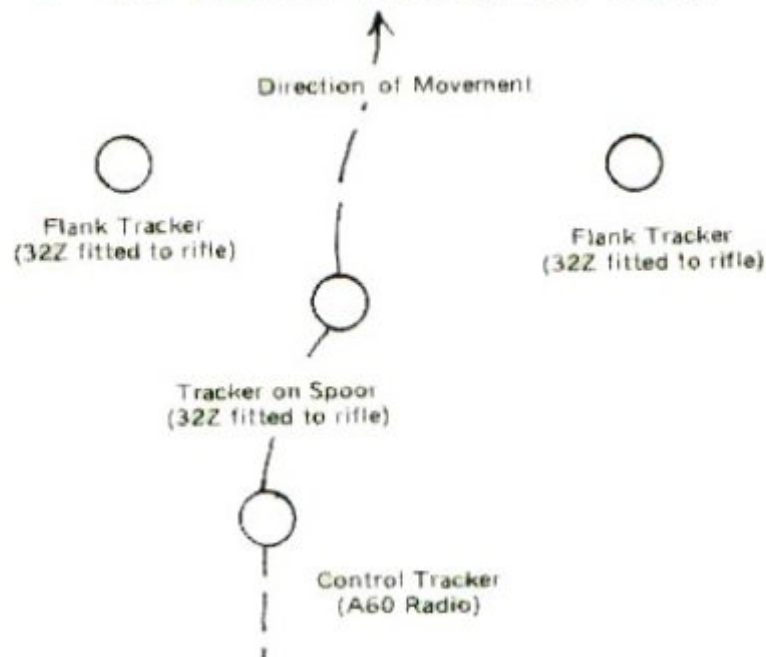 Direction of Movement
Flank Tracker
(32Z fitted to rifle)
Flank Tracker
(32Z fitted to rifle)
Tracker on Spoor
(32Z fitted to rifle)
Control Tracker
(A60 Radio)